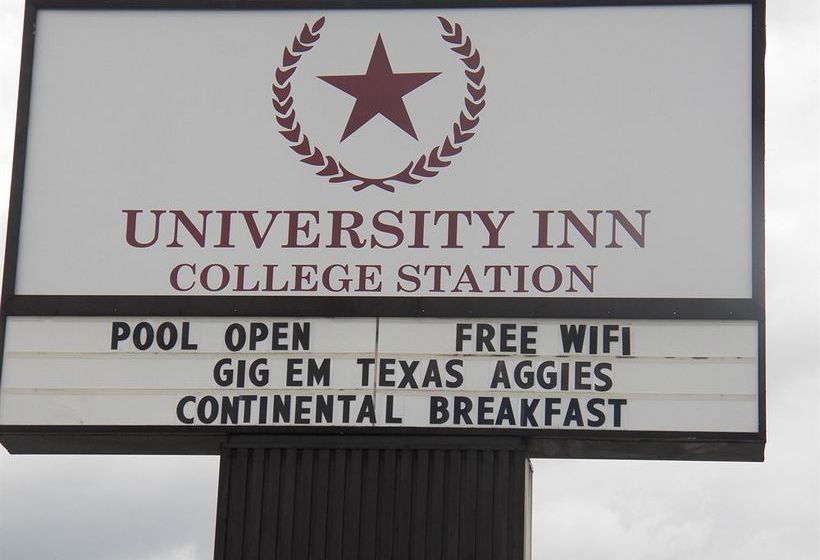 UNIVERSITY INN
COLLEGE STATION
POOL OPEN FREE WIFI
GIG EM TEXAS AGGIES
CONTINENTAL BREAKFAST